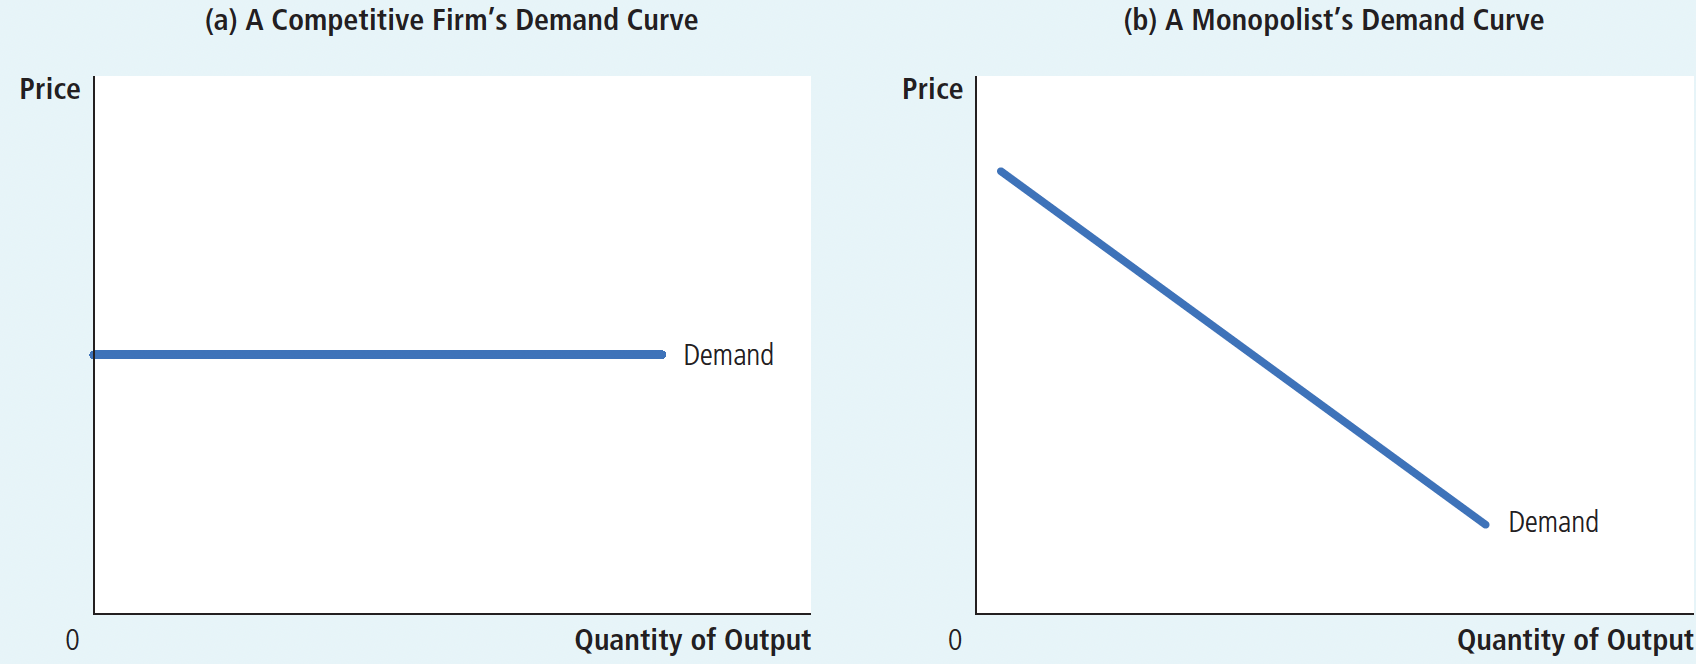 (a) A Competitive Firm’s Demand Curve
Price
Demand
0
Quantity of Output
(b) A Monopolist’s Demand Curve
Price
Demand
0
Quantity of Output